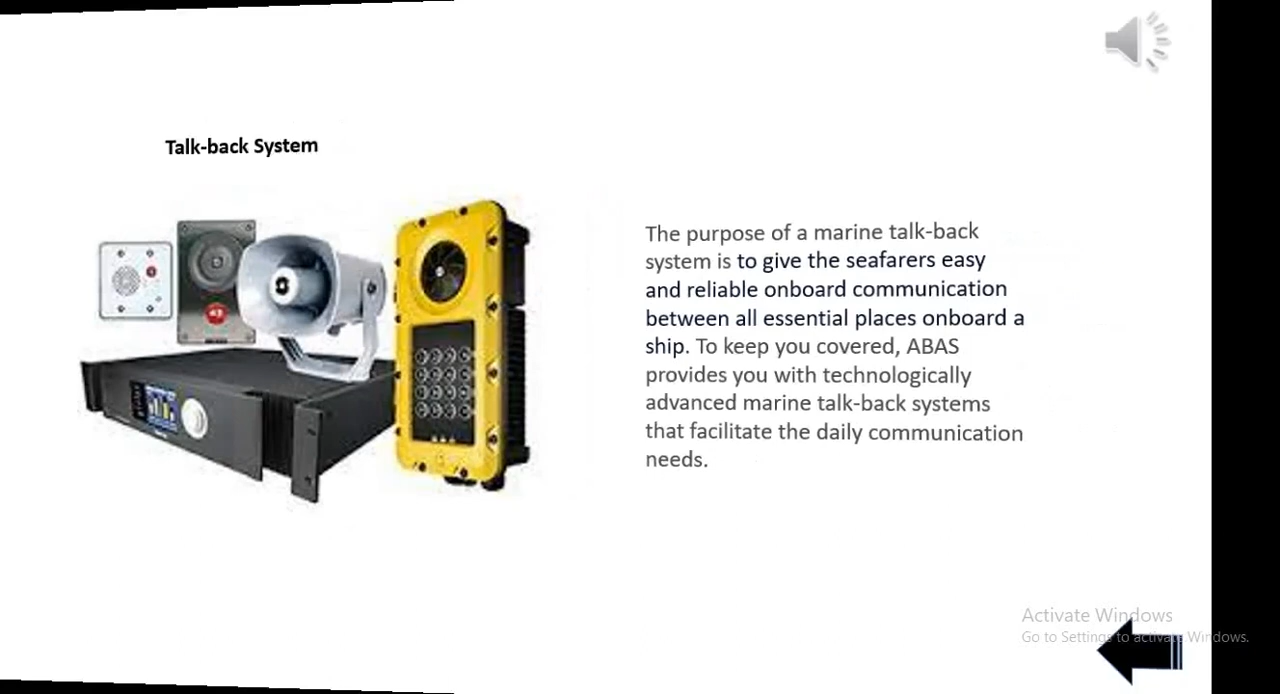 Talk-back System
The purpose of a marine talk-back
system is to give the seafarers easy
and reliable onboard communication
between all essential places onboard a
ship. To keep you covered, ABAS
provides you with technologically
advanced marine talk-back systems
that facilitate the daily communication
needs.
Activate Windows
Go to Settings to activate Windows.